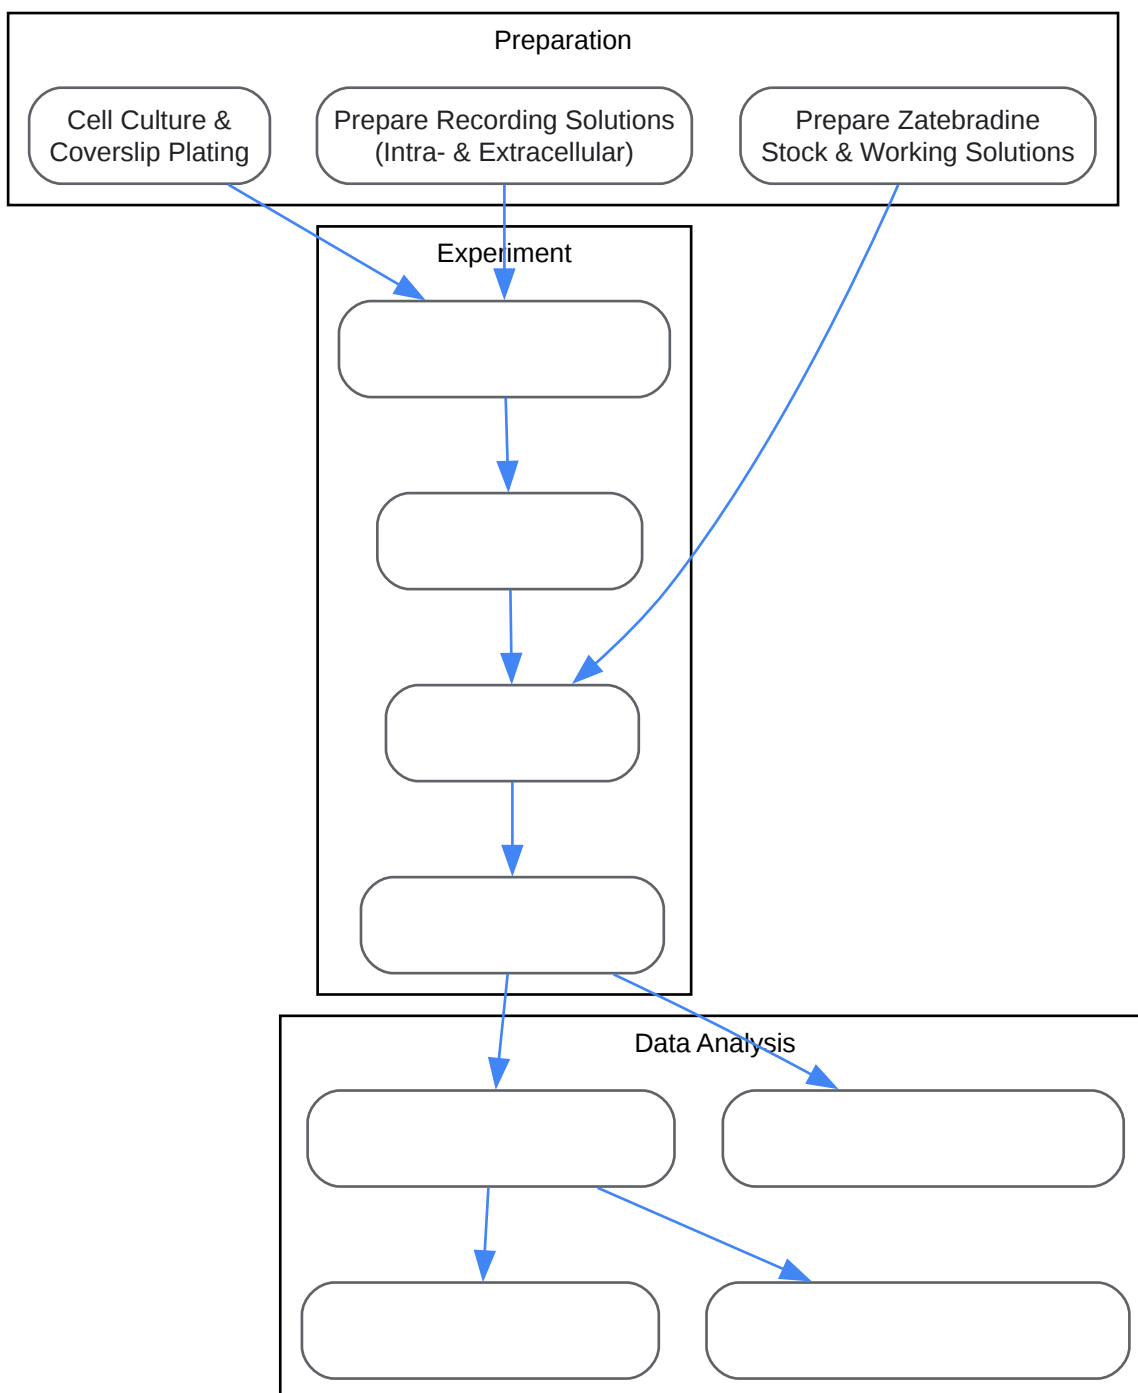 Preparation
Cell Culture &
Coverslip Plating
Prepare Recording Solutions
(Intra- & Extracellular)
Prepare Zatebradine
Stock & Working Solutions
Experiment
Data Analysis